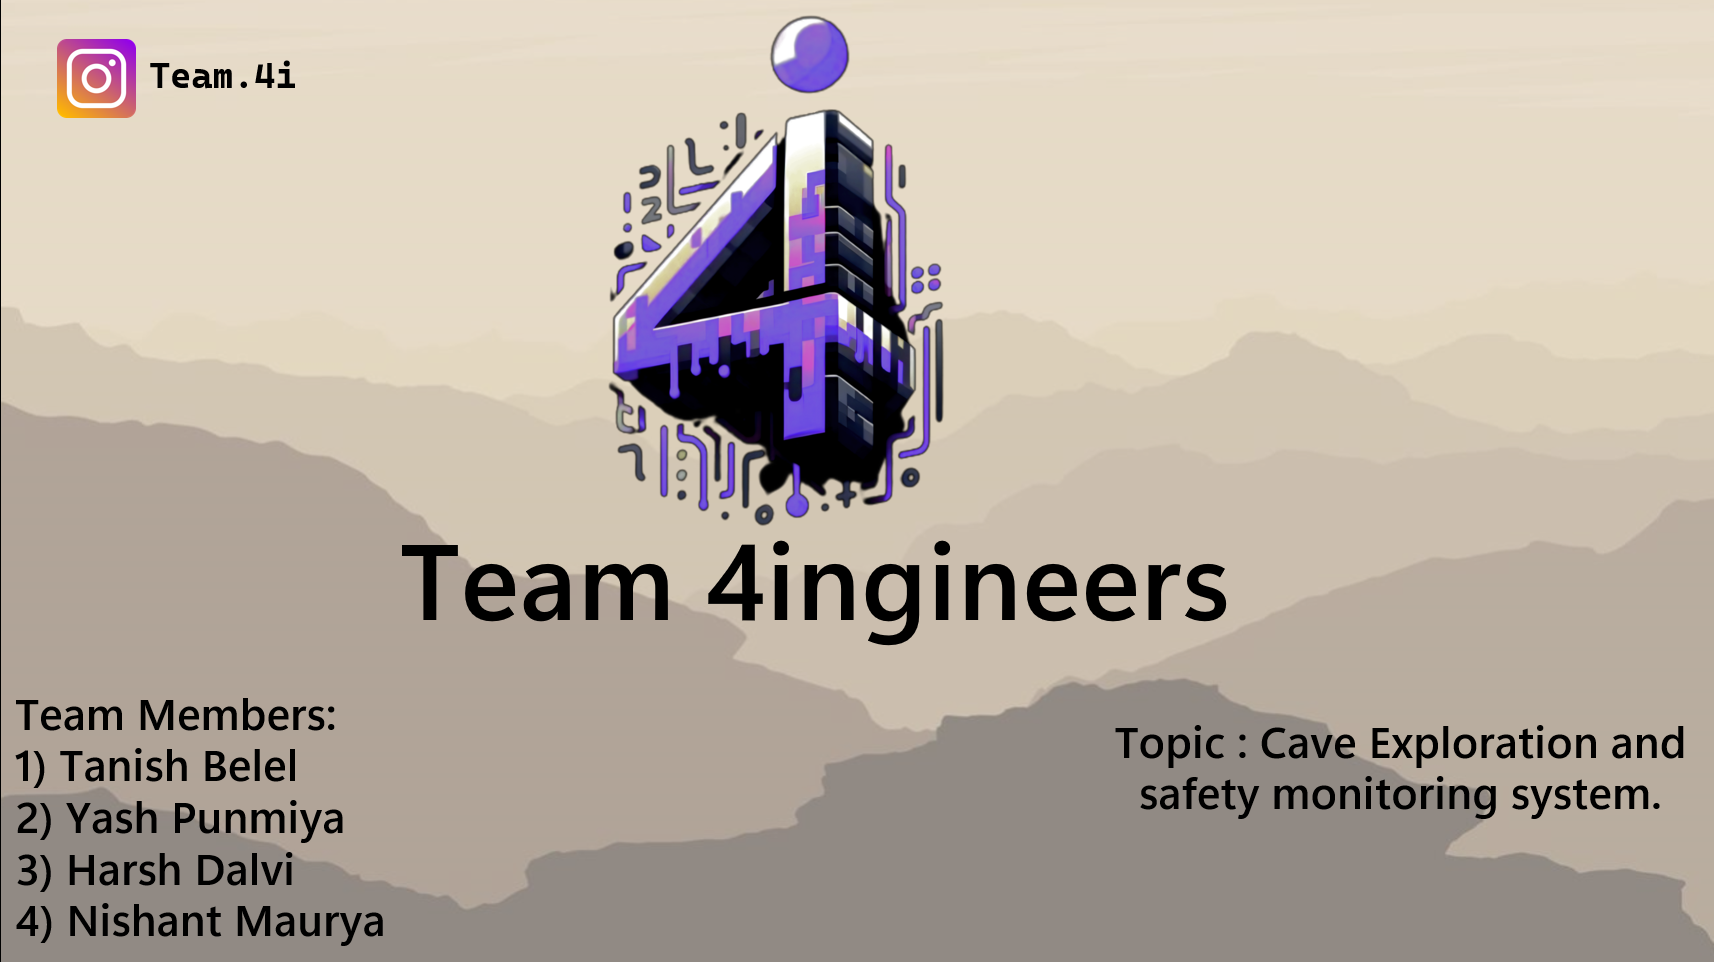 Team.4i
4i
Team 4ingineers
Team Members:
1) Tanish Belel
2) Yash Punmiya
3) Harsh Dalvi
4) Nishant Maurya
Topic : Cave Exploration and
safety monitoring system.